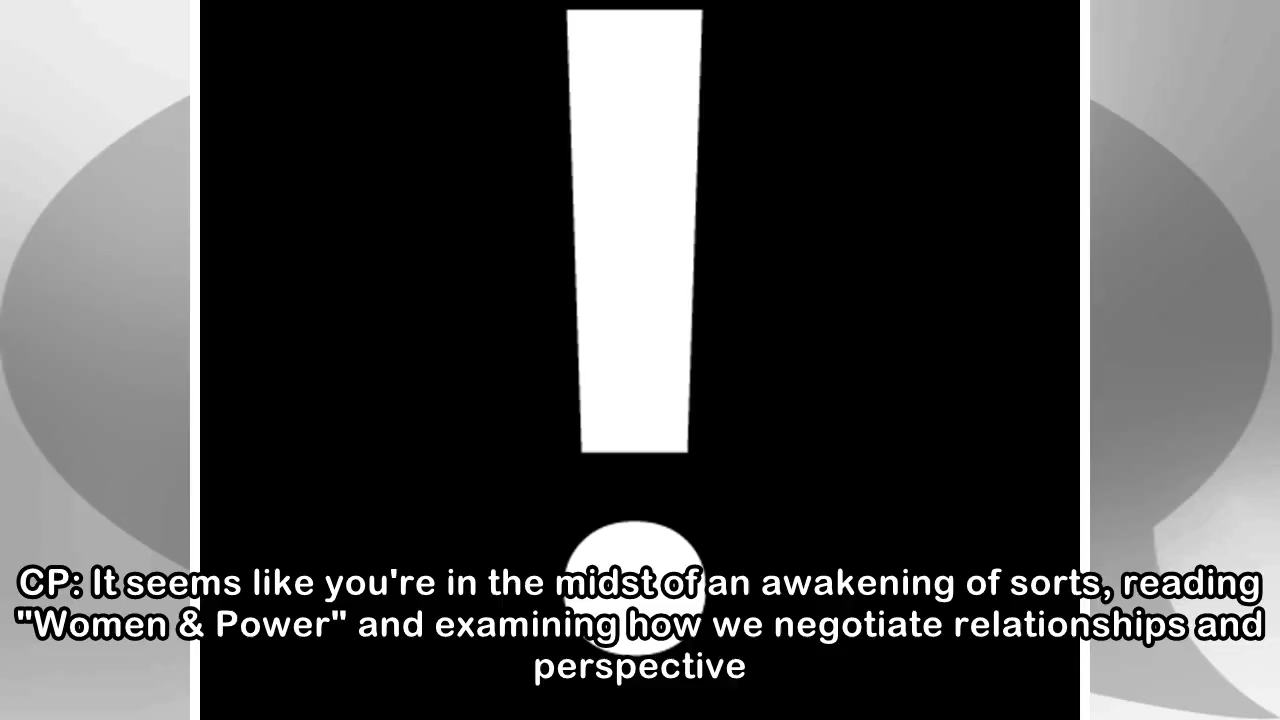 CP: It seems like you're in the midst of an awakening of sorts, reading
"Women & Power" and examining how we negotiate relationships and
perspective